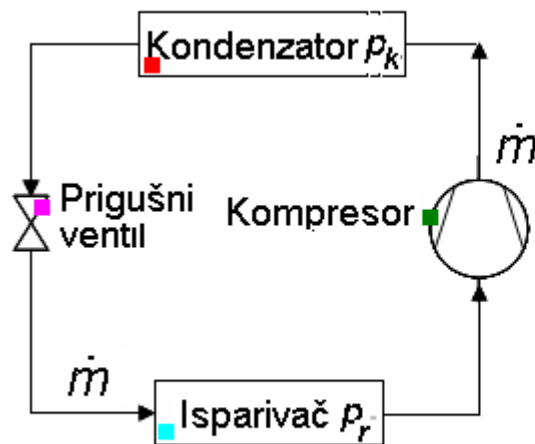 Kondenzator pk
ṁ
Prigušni
ventil
Kompresor
ṁ
Isparivač pr